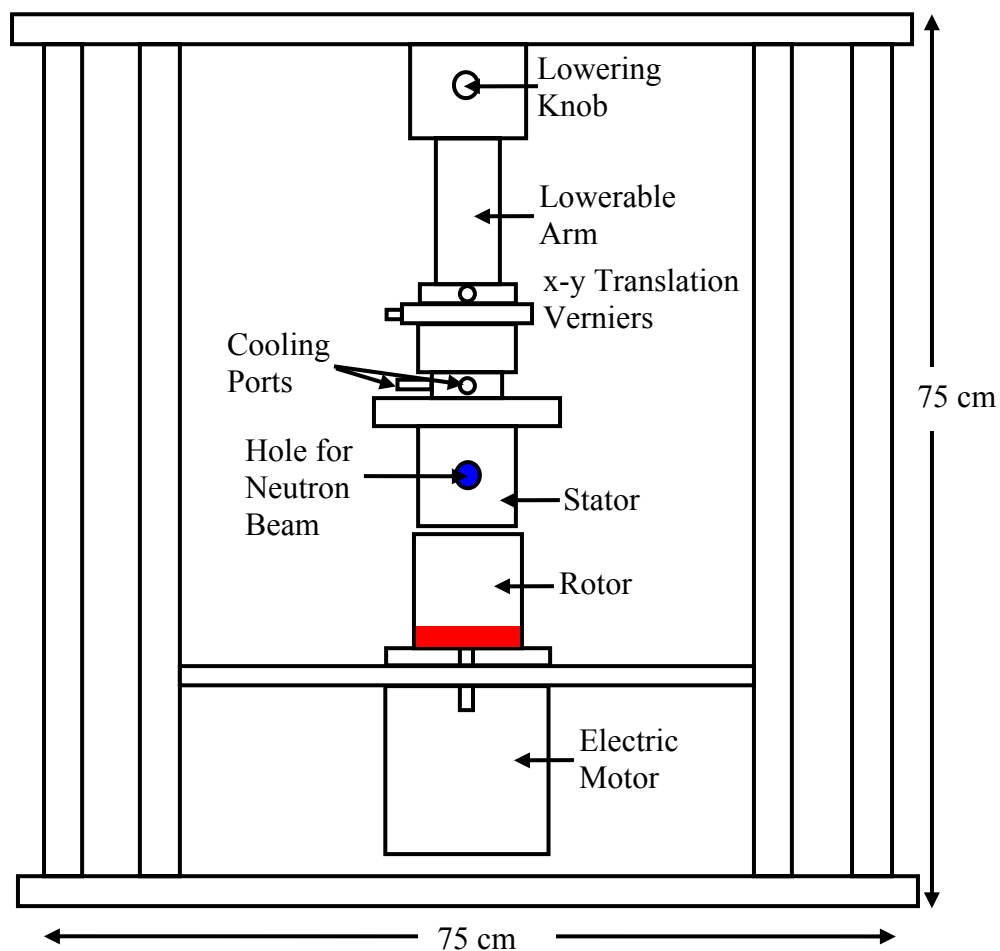 Lowering
Knob
Lowerable
Arm
x-y Translation
Verniers
Cooling
Ports
75 cm
Hole for
Neutron
Beam
Stator
Rotor
Electric
Motor
75 cm